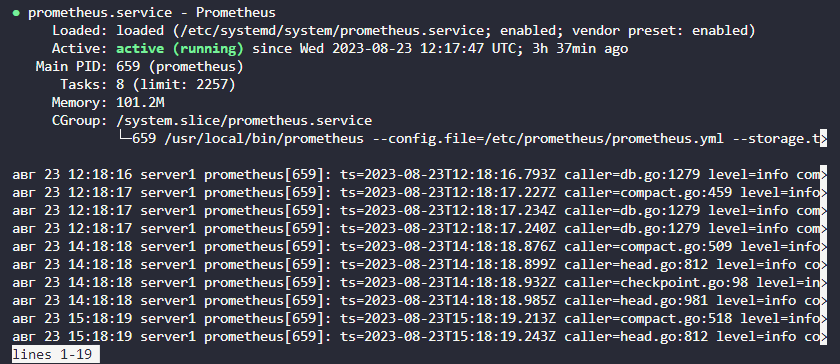 ● prometheus.service - Prometheus
Loaded: loaded (/etc/systemd/system/prometheus.service; enabled; vendor preset: enabled)
Active: active (running) since Wed 2023-08-23 12:17:47 UTC; 3h 37min ago
Main PID: 659 (prometheus)
Tasks: 8 (limit: 2257)
Memory: 101.2M
CGroup: /system.slice/prometheus.service
└─659 /usr/local/bin/prometheus --config.file=/etc/prometheus/prometheus.yml --storage.t>
авг 23 12:18:16 server1 prometheus[659]: ts=2023-08-23T12:18:16.793Z caller=db.go:1279 level=info com>
авг 23 12:18:17 server1 prometheus[659]: ts=2023-08-23T12:18:17.227Z caller=compact.go:459 level=info>
авг 23 12:18:17 server1 prometheus[659]: ts=2023-08-23T12:18:17.234Z caller=db.go:1279 level=info com>
авг 23 12:18:17 server1 prometheus[659]: ts=2023-08-23T12:18:17.240Z caller=db.go:1279 level=info com>
авг 23 14:18:18 server1 prometheus[659]: ts=2023-08-23T14:18:18.876Z caller=compact.go:509 level=info>
авг 23 14:18:18 server1 prometheus[659]: ts=2023-08-23T14:18:18.899Z caller=head.go:812 level=info co>
авг 23 14:18:18 server1 prometheus[659]: ts=2023-08-23T14:18:18.932Z caller=checkpoint.go:98 level=in>
авг 23 14:18:18 server1 prometheus[659]: ts=2023-08-23T14:18:18.985Z caller=head.go:981 level=info co>
авг 23 15:18:19 server1 prometheus[659]: ts=2023-08-23T15:18:19.213Z caller=compact.go:518 level=info>
авг 23 15:18:19 server1 prometheus[659]: ts=2023-08-23T15:18:19.243Z caller=head.go:812 level=info co>
lines 1-19